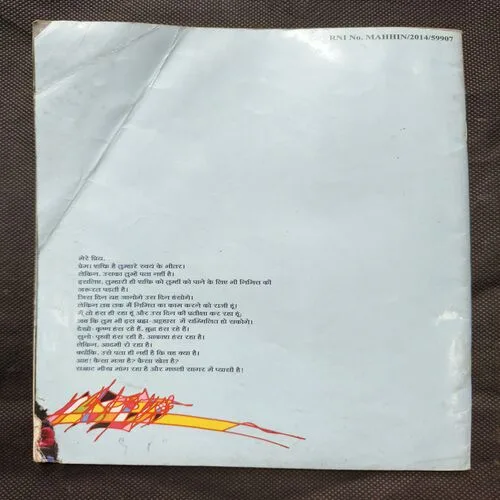 RNI No. MAHHIN/2014/59907
मेरे प्रिय,
प्रेम। शक्ति है तुम्हारे स्वयं के भीतर।
लेकिन, उसका तुम्हें पता नहीं है।
इसलिए, तुम्हारी ही शक्ति को तुम्हीं को पाने के लिए भी निमित्त की
जरूरत पड़ती है।
जिस दिन यह जानोगे उस दिन हंसोगे।
लेकिन तब तक मैं निमित्त का काम करने को राजी हूं।
मैं तो हंस ही रहा हूं और उस दिन की प्रतीक्षा कर रहा हूं,
जब कि तुम भी इस ब्रह्म-अट्टहास में सम्मिलित हो सकोगे।
देखो- कृष्ण हंस रहे हैं, बुद्ध हंस रहे हैं।
सुनो- पृथ्वी हंस रही है, आकाश हंस रहा है।
लेकिन, आदमी रो रहा है।
क्योंकि, उसे पता ही नहीं है कि वह क्या है।
आह! कैसा मजा है? कैसा खेल है?
सम्राट भीख मांग रहा है और मछली सागर में प्यासी है!